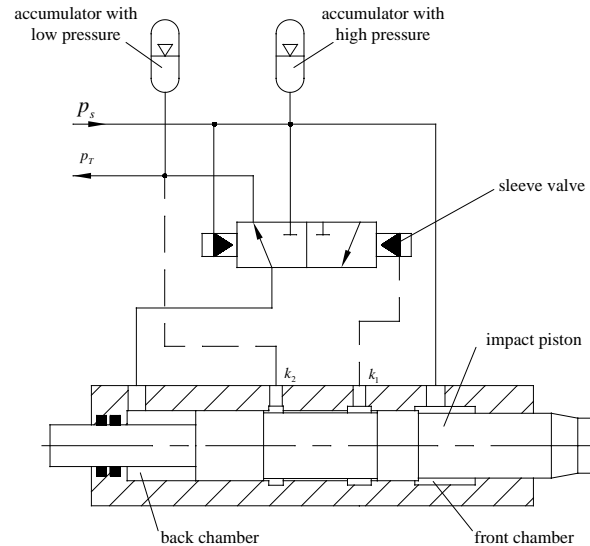 accumulator with
low pressure
accumulator with
high pressure
p_s
p_T
sleeve valve
impact piston
k_2
k_1
back chamber
front chamber